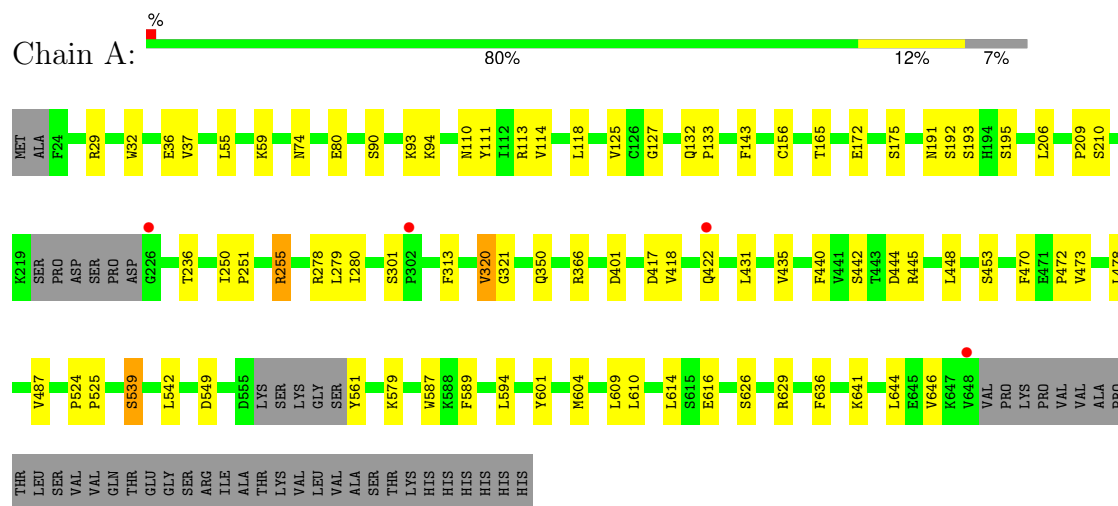 %
Chain A:
80% 12% 7%
MET ALA F24 R29 W32 E36 V37 L55 K59 N74 E80 S90 K93 K94 N110 Y111 I112 R113 V114 L118 V125 C126 G127 Q132 P133 F143 C156 T165 E172 S175 N191 S192 S193 H194 S195 L206 P209 S210
K219 SER PRO ASP SER PRO ASP G226 T236 I250 P251 R255 R278 L279 I280 S301 P302 F313 V320 G321 Q350 R366 D401 D417 V418 Q422 L431 V435 F440 V441 S442 T443 D444 R445 L448 S453 F470 E471 P472 V473 L478
V487 P524 P525 S539 L542 D549 D555 LYS SER LYS GLY SER Y561 K579 W587 K588 F589 L594 Y601 M604 L609 L610 L614 S615 E616 S626 R629 F636 K641 L644 E645 V646 K647 V648 VAL PRO LYS PRO VAL VAL ALA PRO
THR LEU SER VAL VAL GLN THR GLU GLY SER ARG ILE ALA THR LYS VAL LEU VAL ALA SER THR LYS HIS HIS HIS HIS HIS HIS